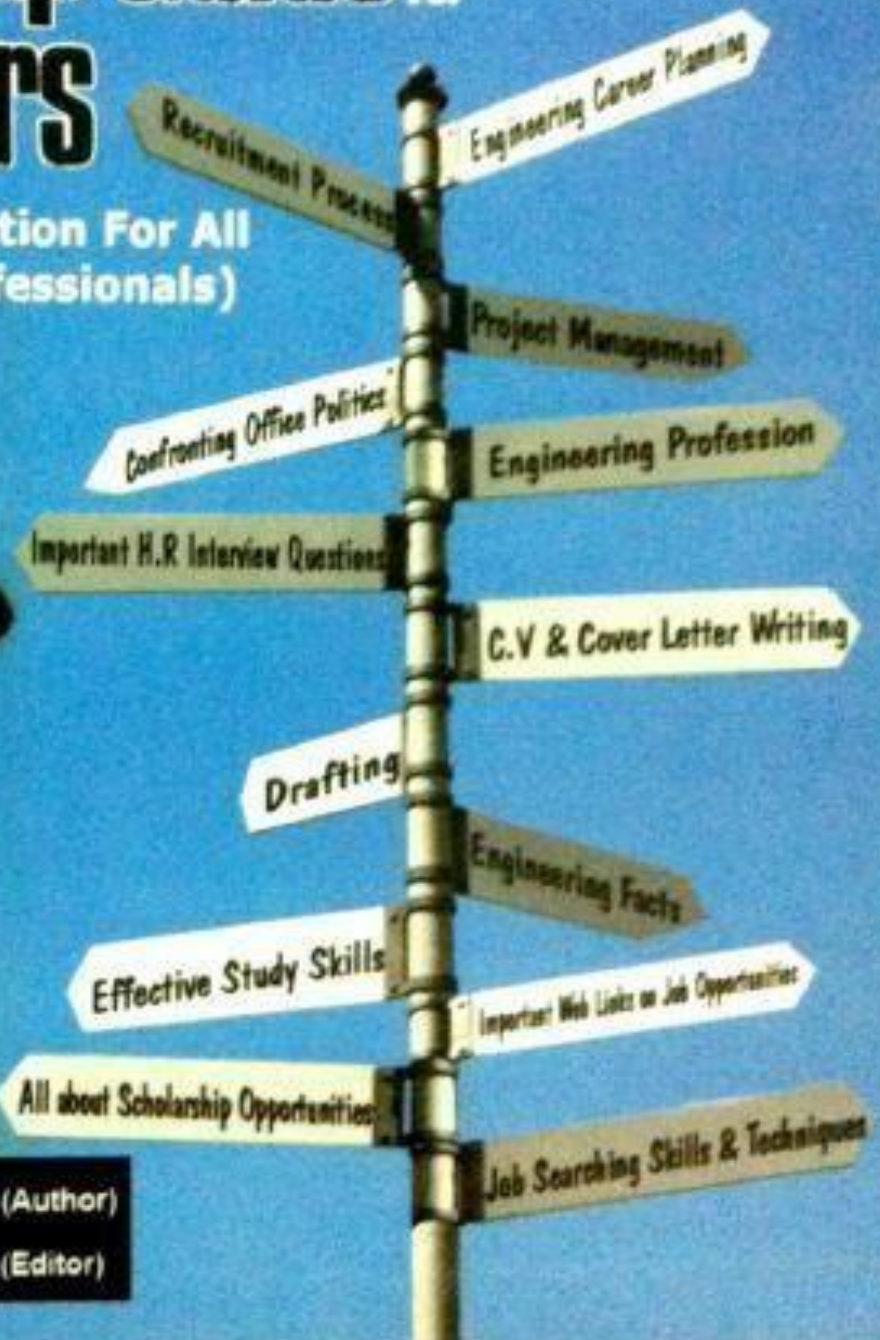 rs
tion For All
fessionals)
Engineering Career Planning
Recruitment Process
Project Management
Confronting Office Politics
Engineering Profession
Important H.R Interview Questions
C.V & Cover Letter Writing
Drafting
Engineering Facts
Effective Study Skills
Important Web Links on Job Opportunities
All about Scholarship Opportunities
Job Searching Skills & Techniques
(Author)
(Editor)